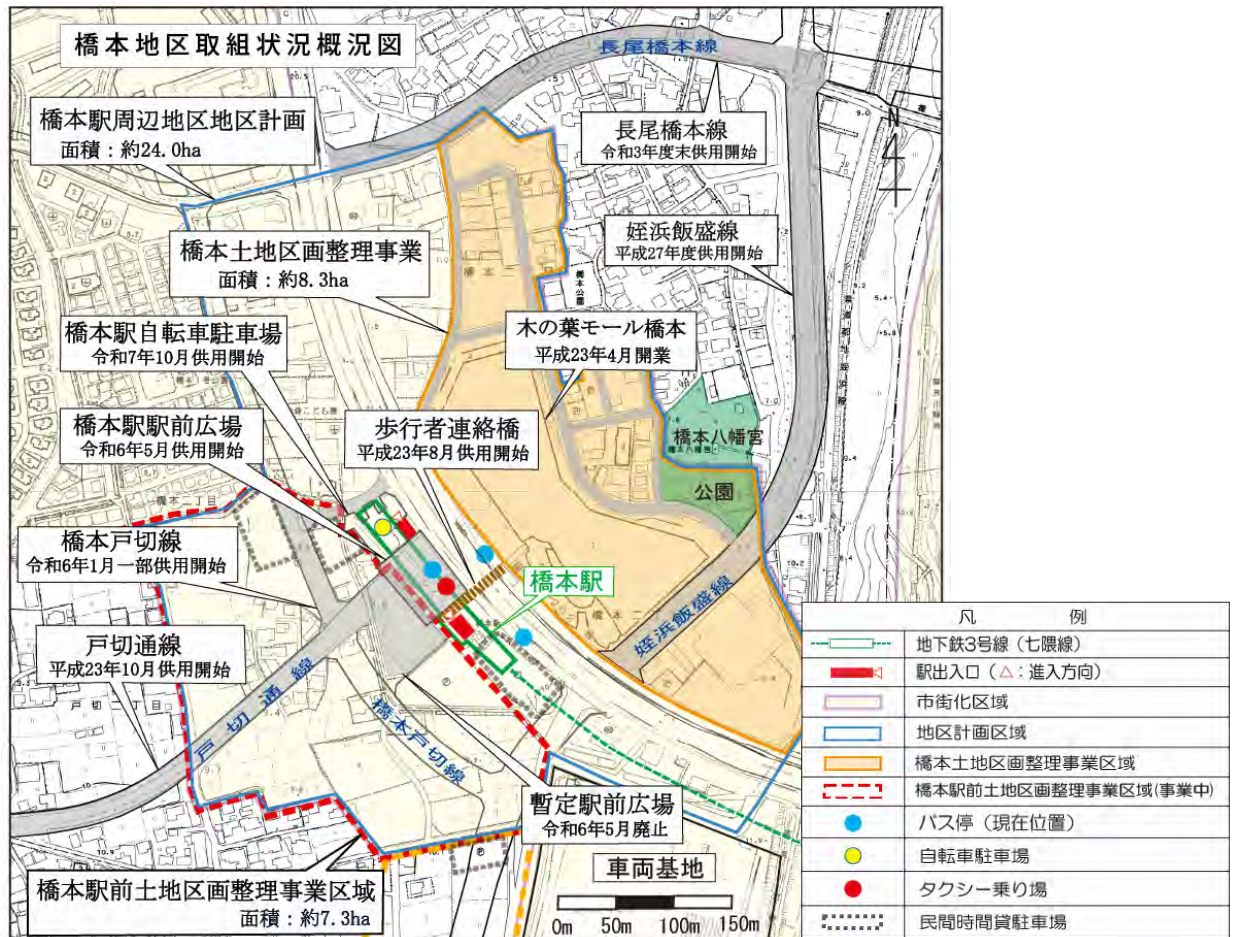 橋本地区取組状況概況図
長尾橋本線
橋本駅周辺地区地区計画
面積：約24.0ha
長尾橋本線
令和3年度末供用開始
N
橋本土地区画整理事業
面積：約8.3ha
姪浜飯盛線
平成27年度供用開始
橋本公園
橋本駅自転車駐車場
令和7年10月供用開始
木の葉モール橋本
平成23年4月開業
橋本駅駅前広場
令和6年5月供用開始
歩行者連絡橋
平成23年8月供用開始
橋本八幡宮
公園
橋本二丁目
橋本戸切線
令和6年1月一部供用開始
橋本駅
姪浜飯盛線
戸切通線
平成23年10月供用開始
戸切通線
橋本戸切線
戸切二丁目
暫定駅前広場
令和6年5月廃止
車両基地
0m 50m 100m 150m
橋本駅前土地区画整理事業区域
面積：約7.3ha
凡例
地下鉄3号線（七隈線）
駅出入口（△：進入方向）
市街化区域
地区計画区域
橋本土地区画整理事業区域
橋本駅前土地区画整理事業区域(事業中)
バス停（現在位置）
自転車駐車場
タクシー乗り場
民間時間貸駐車場